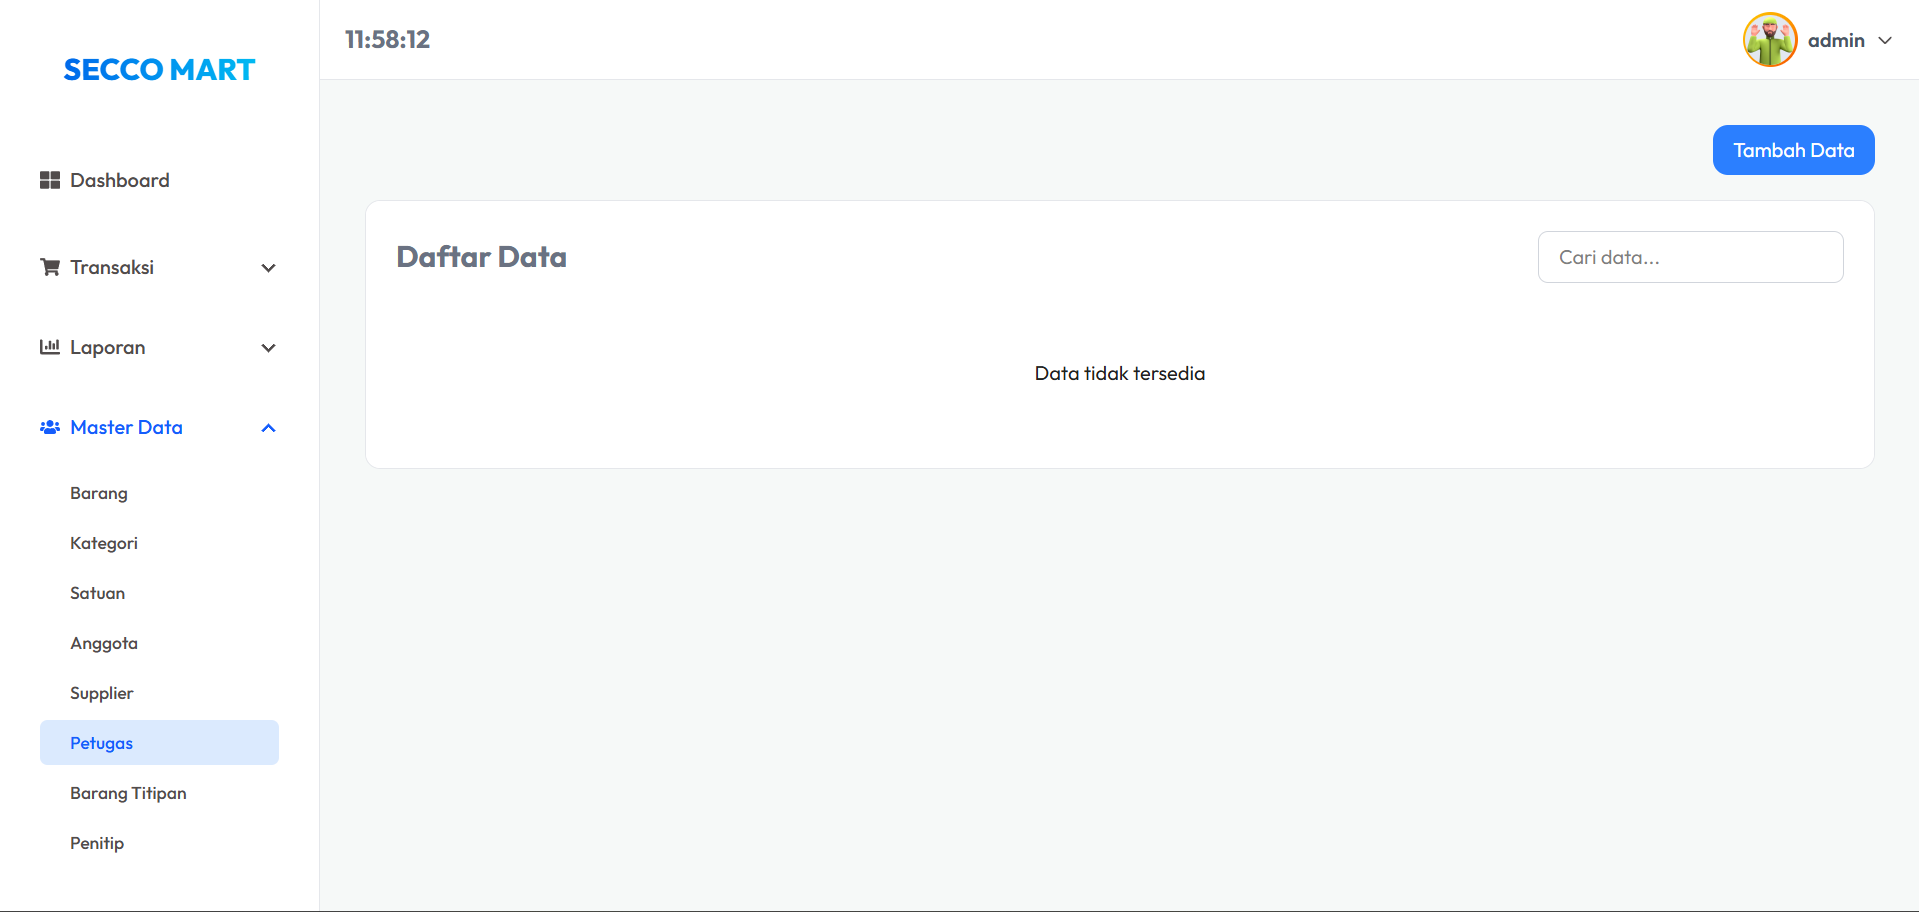 SECCO MART
Dashboard
Transaksi
Laporan
Master Data
Barang
Kategori
Satuan
Anggota
Supplier
Petugas
Barang Titipan
Penitip
11:58:12
admin
Tambah Data
Daftar Data
Cari data...
Data tidak tersedia